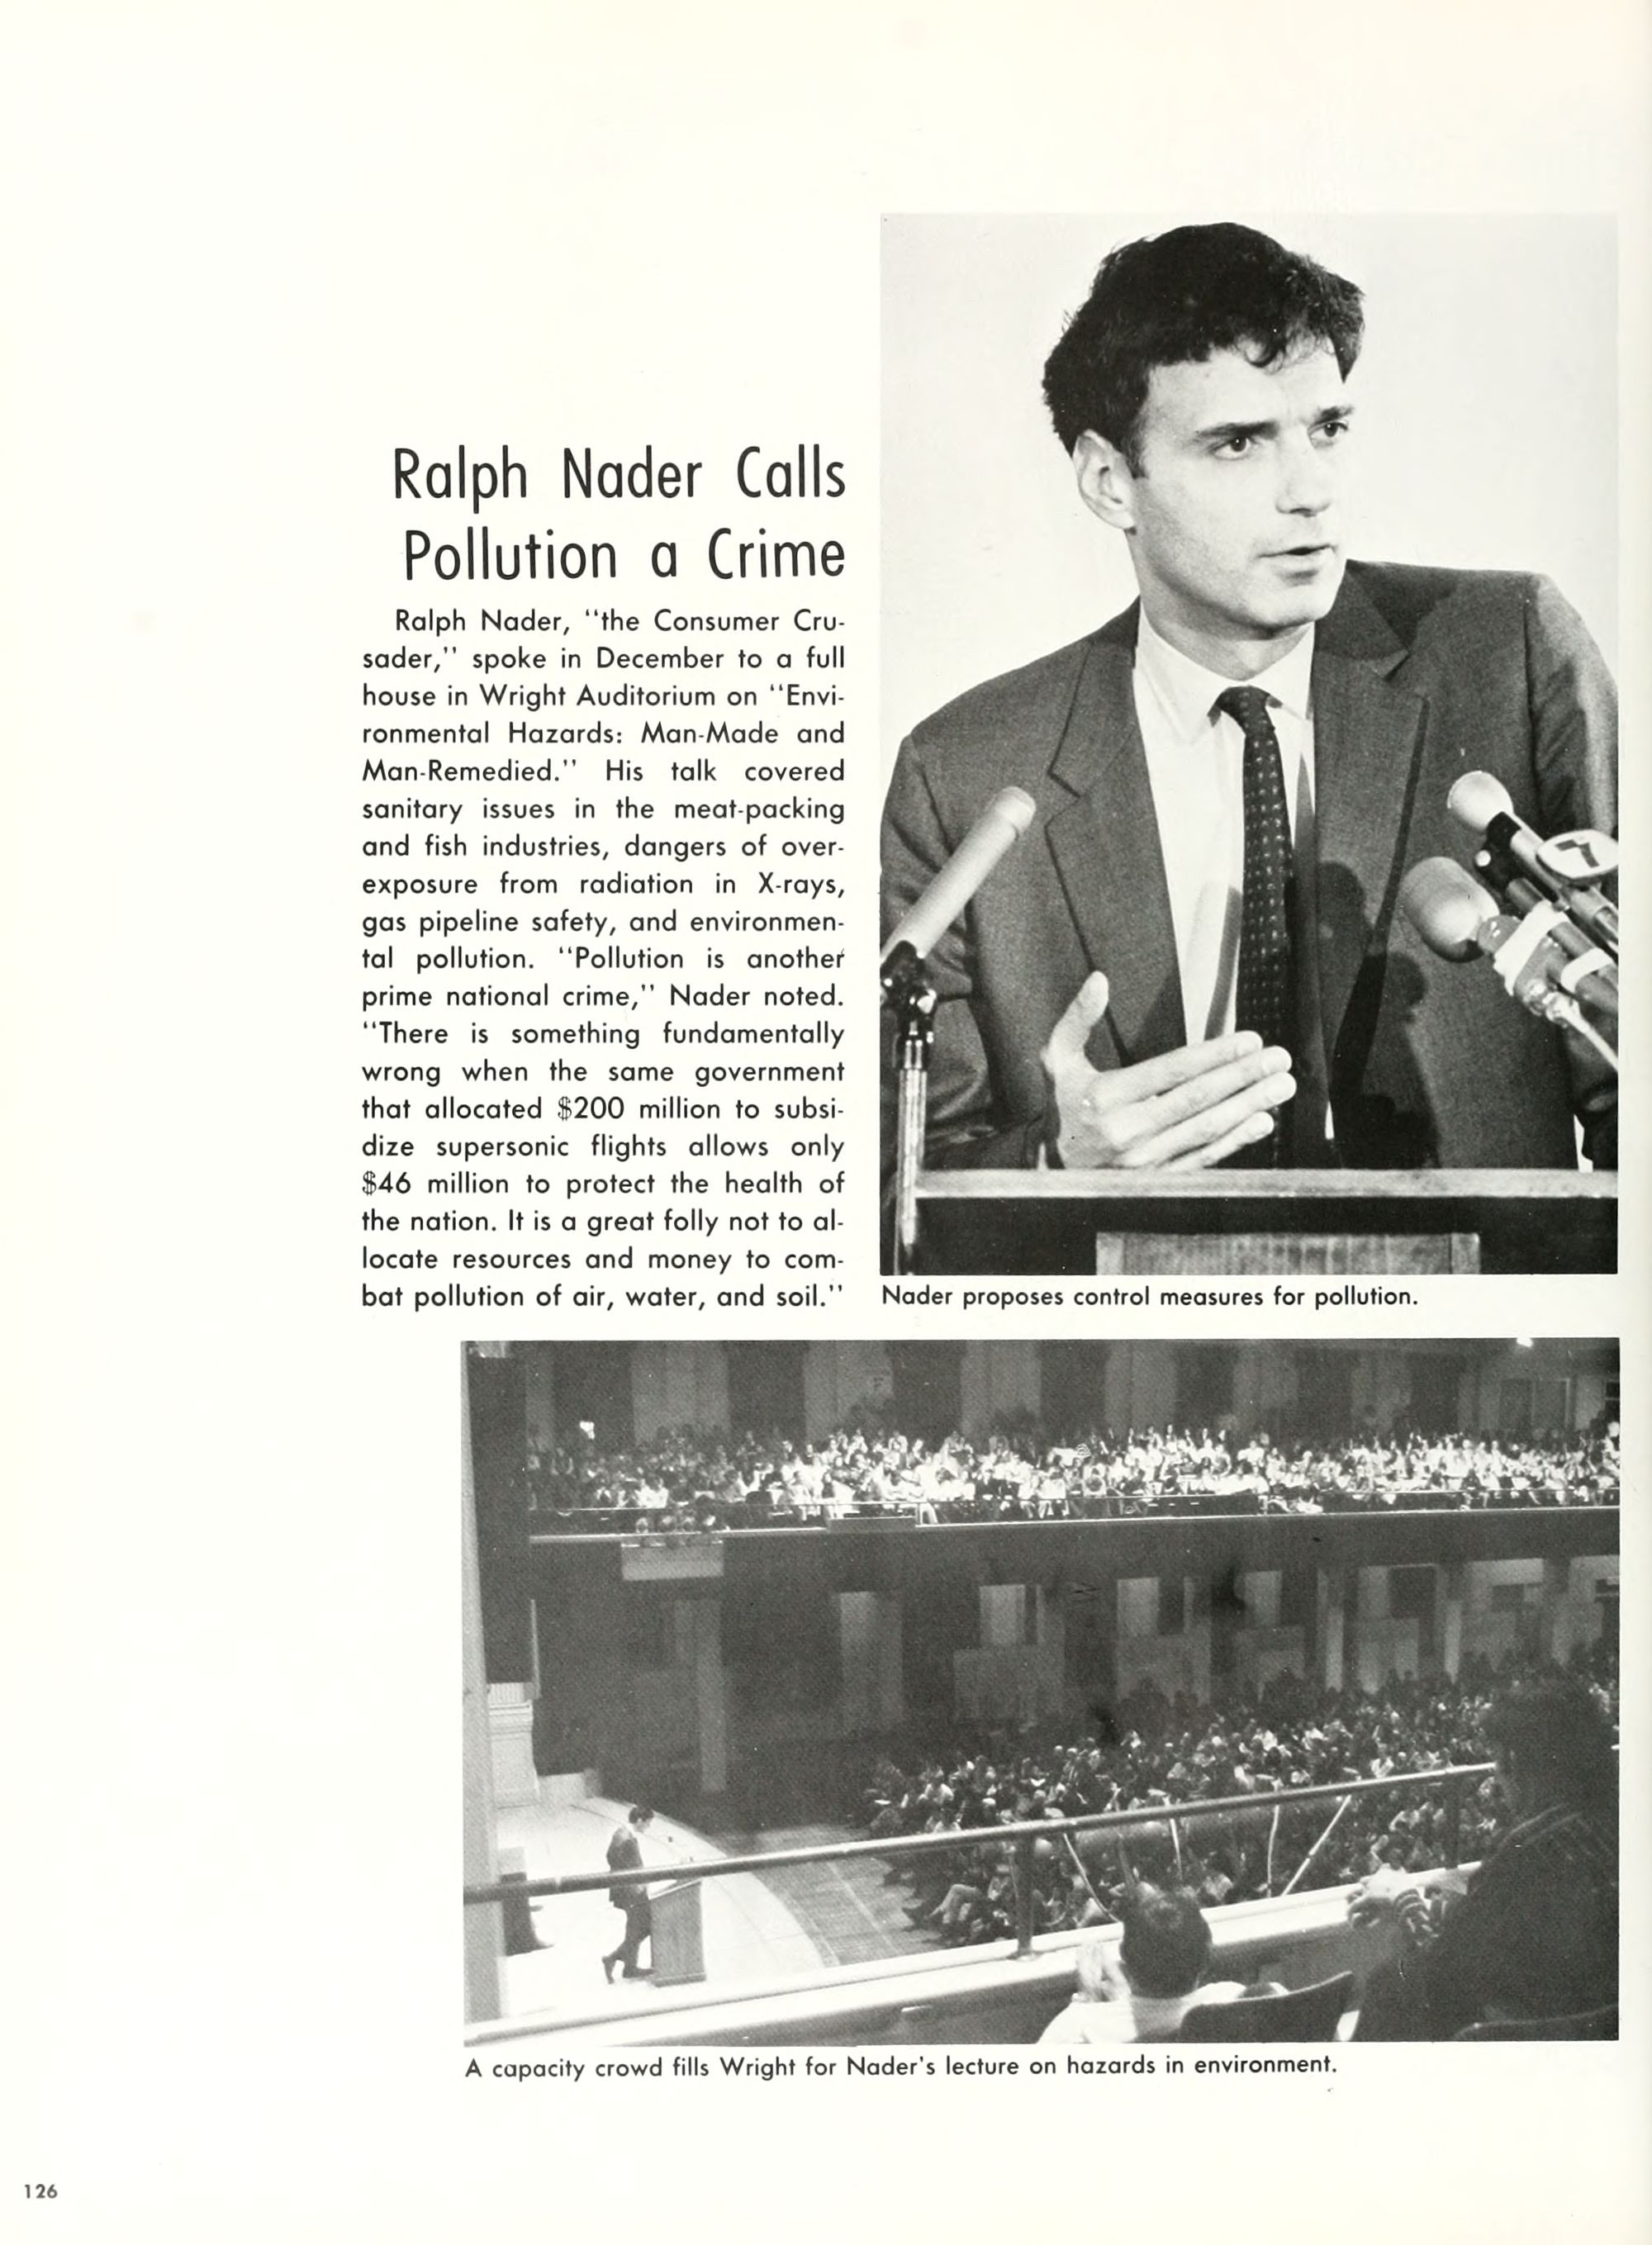 Ralph Nader Calls
Pollution a Crime
Ralph Nader, "the Consumer Cru-
sader," spoke in December to a full
house in Wright Auditorium on "Envi-
ronmental Hazards: Man-Made and
Man-Remedied." His talk covered
sanitary issues in the meat-packing
and fish industries, dangers of over-
exposure from radiation in X-rays,
gas pipeline safety, and environmen-
tal pollution. "Pollution is another
prime national crime," Nader noted.
"There is something fundamentally
wrong when the same government
that allocated $200 million to subsi-
dize supersonic flights allows only
$46 million to protect the health of
the nation. It is a great folly not to al-
locate resources and money to com-
bat pollution of air, water, and soil."
7
Nader proposes control measures for pollution.
A capacity crowd fills Wright for Nader's lecture on hazards in environment.
126